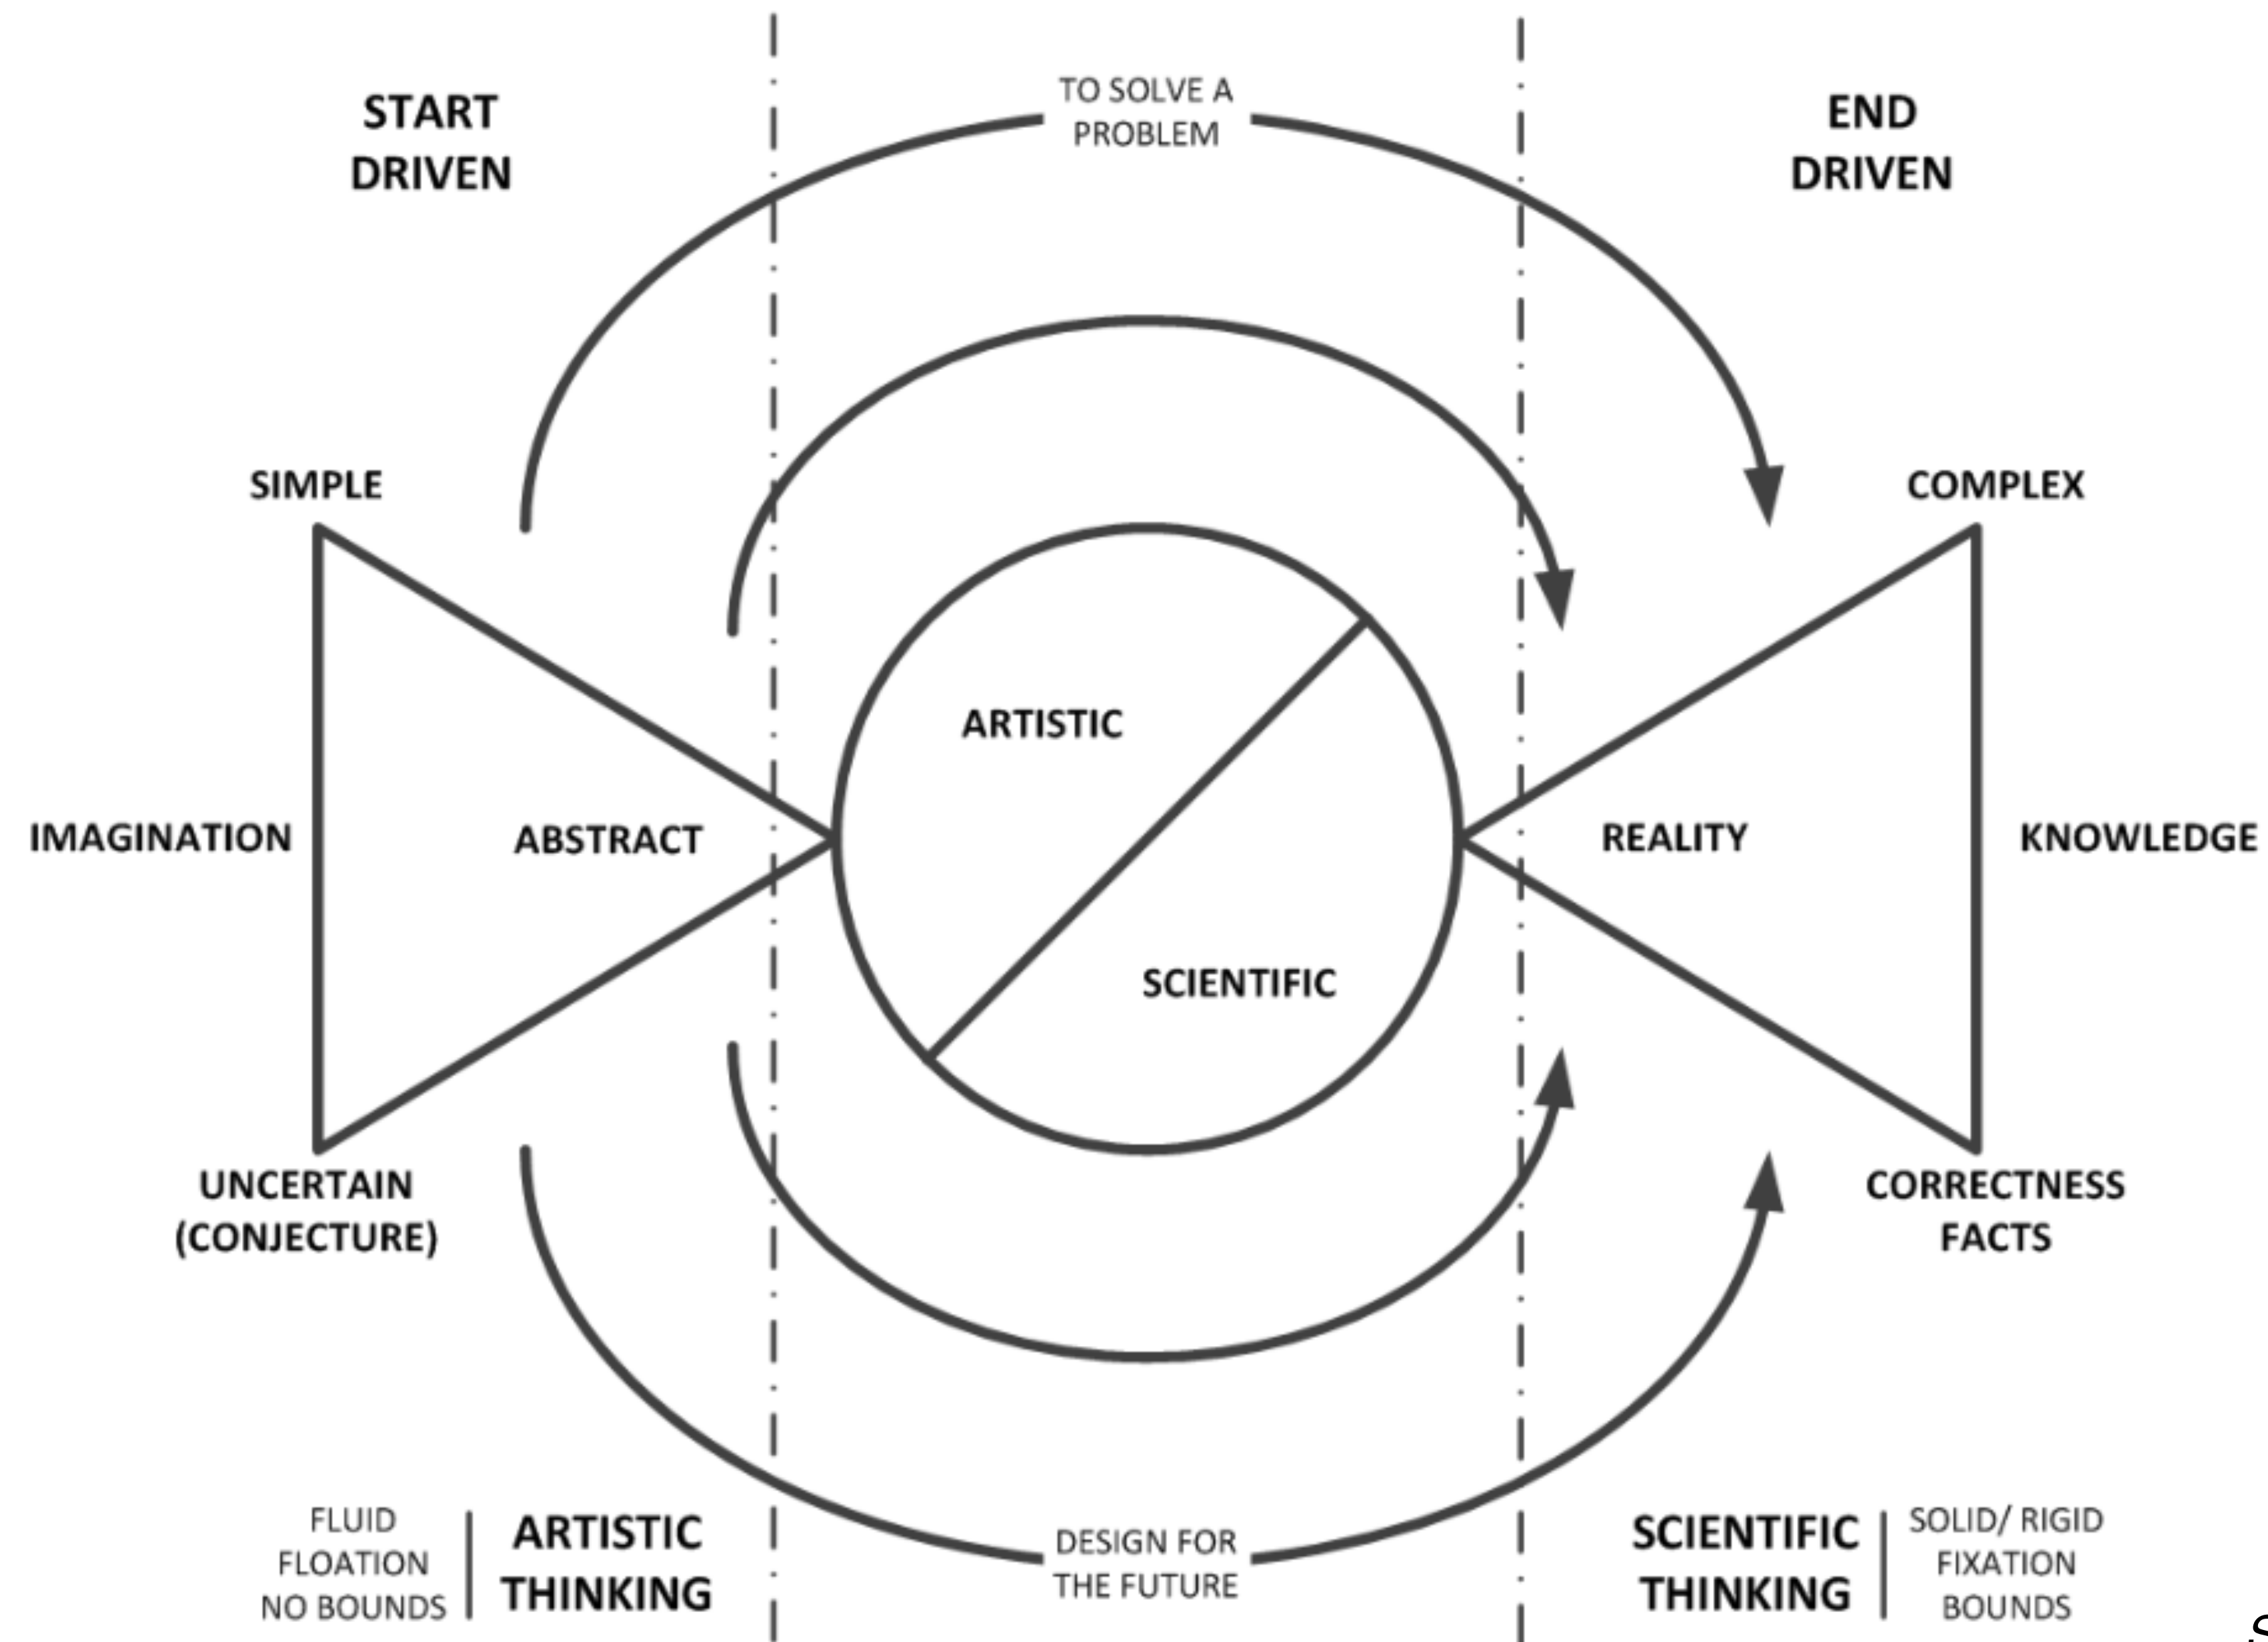 START
DRIVEN
TO SOLVE A
PROBLEM
END
DRIVEN
SIMPLE
COMPLEX
ARTISTIC
IMAGINATION
ABSTRACT
REALITY
KNOWLEDGE
SCIENTIFIC
UNCERTAIN
(CONJECTURE)
CORRECTNESS
FACTS
FLUID
FLOATION
NO BOUNDS
ARTISTIC
THINKING
DESIGN FOR
THE FUTURE
SCIENTIFIC
THINKING
SOLID/ RIGID
FIXATION
BOUNDS